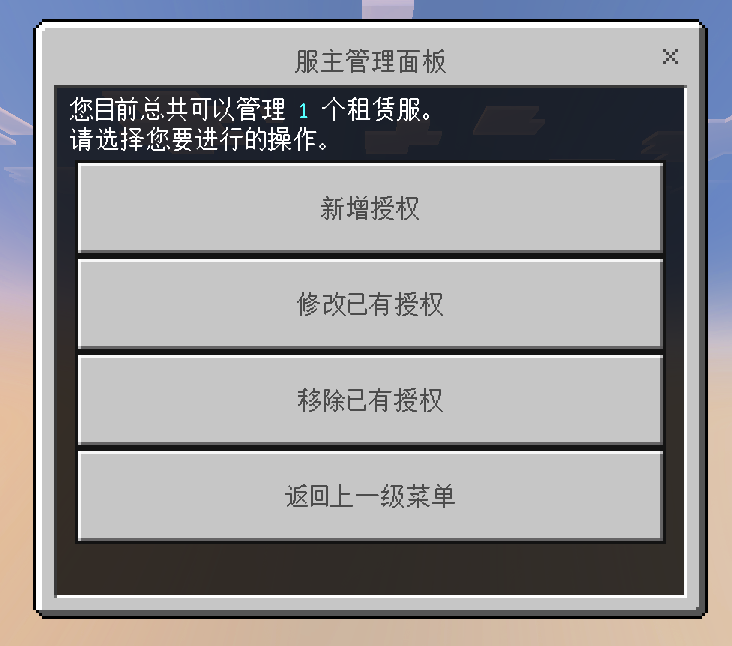 服主管理面板
您目前总共可以管理 1 个租赁服。
请选择您要进行的操作。
新增授权
修改已有授权
移除已有授权
返回上一级菜单